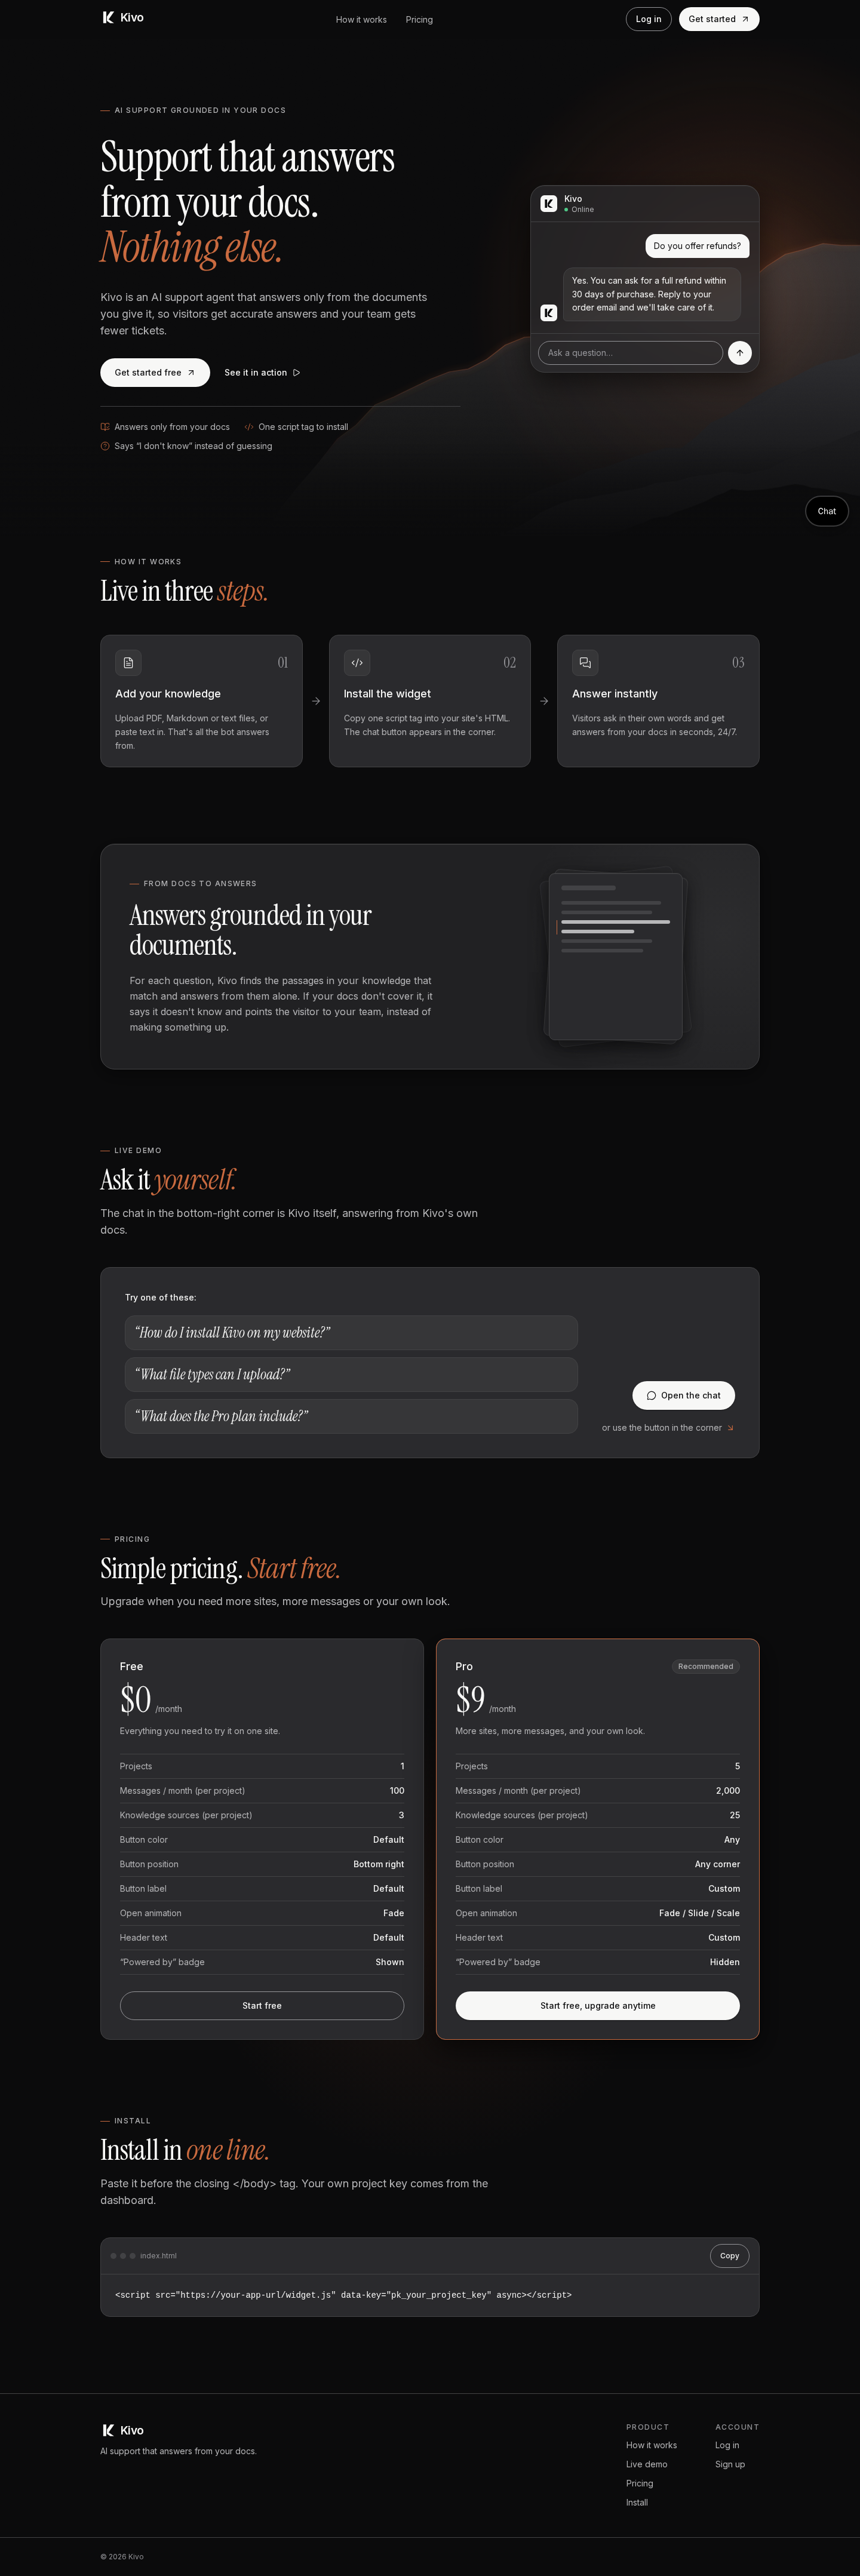 Kivo
How it works
Pricing
Log in
Get started
AI SUPPORT GROUNDED IN YOUR DOCS
Support that answers
from your docs.
Nothing else.
Kivo is an AI support agent that answers only from the documents
you give it, so visitors get accurate answers and your team gets
fewer tickets.
Get started free
See it in action
Answers only from your docs
One script tag to install
Says “I don't know” instead of guessing
Kivo
Online
Do you offer refunds?
Yes. You can ask for a full refund within
30 days of purchase. Reply to your
order email and we'll take care of it.
Ask a question…
Chat
HOW IT WORKS
Live in three steps.
01
Add your knowledge
Upload PDF, Markdown or text files, or
paste text in. That's all the bot answers
from.
02
Install the widget
Copy one script tag into your site's HTML.
The chat button appears in the corner.
03
Answer instantly
Visitors ask in their own words and get
answers from your docs in seconds, 24/7.
FROM DOCS TO ANSWERS
Answers grounded in your
documents.
For each question, Kivo finds the passages in your knowledge that
match and answers from them alone. If your docs don't cover it, it
says it doesn't know and points the visitor to your team, instead of
making something up.
LIVE DEMO
Ask it yourself.
The chat in the bottom-right corner is Kivo itself, answering from Kivo's own
docs.
Try one of these:
“How do I install Kivo on my website?”
“What file types can I upload?”
“What does the Pro plan include?”
Open the chat
or use the button in the corner
PRICING
Simple pricing. Start free.
Upgrade when you need more sites, more messages or your own look.
Free
$0 /month
Everything you need to try it on one site.
Projects 1
Messages / month (per project) 100
Knowledge sources (per project) 3
Button color Default
Button position Bottom right
Button label Default
Open animation Fade
Header text Default
“Powered by” badge Shown
Start free
Pro
Recommended
$9 /month
More sites, more messages, and your own look.
Projects 5
Messages / month (per project) 2,000
Knowledge sources (per project) 25
Button color Any
Button position Any corner
Button label Custom
Open animation Fade / Slide / Scale
Header text Custom
“Powered by” badge Hidden
Start free, upgrade anytime
INSTALL
Install in one line.
Paste it before the closing </body> tag. Your own project key comes from the
dashboard.
index.html
Copy
<script src="https://your-app-url/widget.js" data-key="pk_your_project_key" async></script>
Kivo
AI support that answers from your docs.
PRODUCT
How it works
Live demo
Pricing
Install
ACCOUNT
Log in
Sign up
© 2026 Kivo